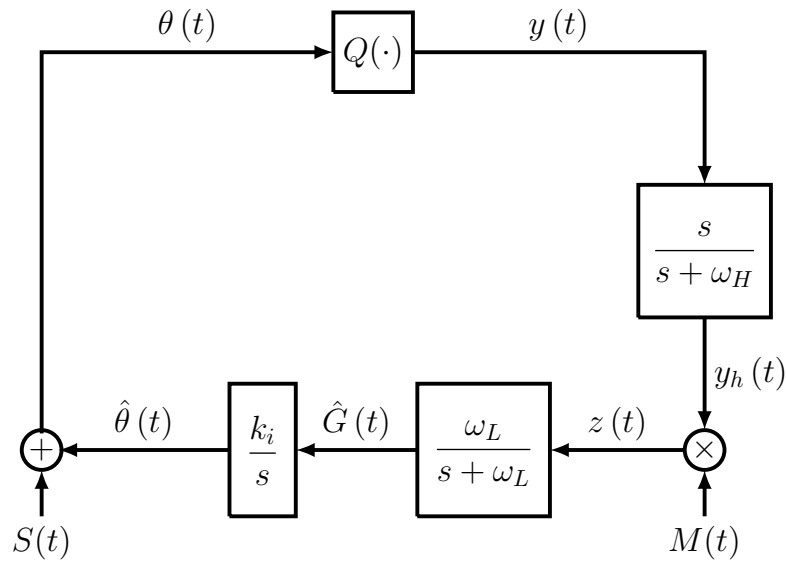 θ (t)
Q(·)
y (t)
s
s + ω_H
y_h (t)
θ̂ (t)
k_i
s
Ĝ (t)
ω_L
s + ω_L
z (t)
+
×
S(t)
M(t)